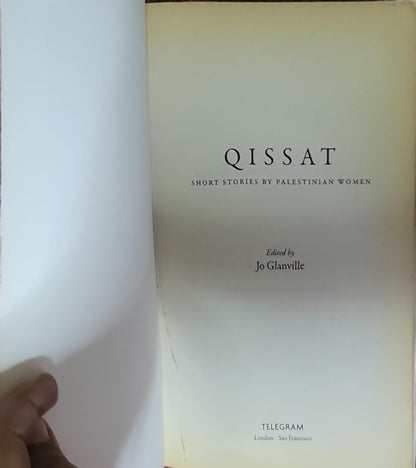 QISSAT
SHORT STORIES BY PALESTINIAN WOMEN
Edited by
Jo Glanville
TELEGRAM
London San Francisco